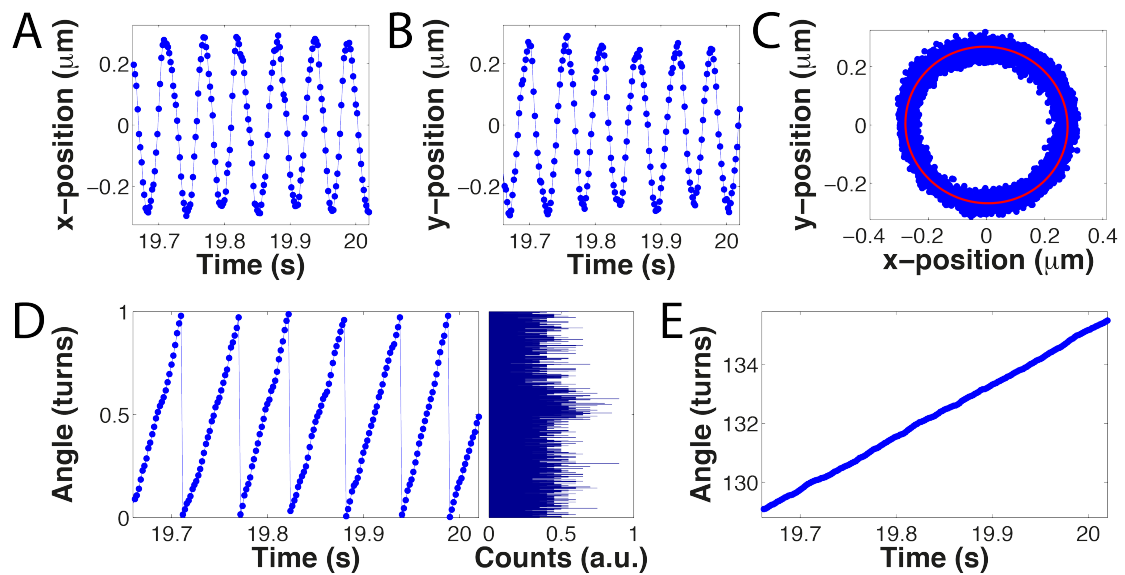 A
x−position (μm)
0.2
0
−0.2
19.7 19.8 19.9 20
Time (s)
B
y−position (μm)
0.2
0
−0.2
19.7 19.8 19.9 20
Time (s)
C
y−position (μm)
0.2
0
−0.2
−0.4 −0.2 0 0.2 0.4
x−position (μm)
D
Angle (turns)
1
0.5
0
19.7 19.8 19.9 20
Time (s)
0 0.5 1
Counts (a.u.)
E
Angle (turns)
134
132
130
19.7 19.8 19.9 20
Time (s)